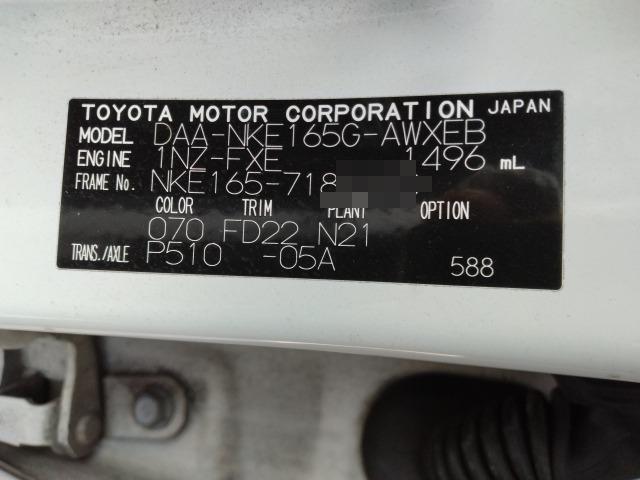 TOYOTA MOTOR CORPORATION JAPAN
MODEL DAA-NKE165G-AWXEB
ENGINE 1NZ-FXE 1496 mL
FRAME No. NKE165-718
COLOR TRIM PLANT OPTION
070 FD22 N21
TRANS./AXLE P510 -05A 588